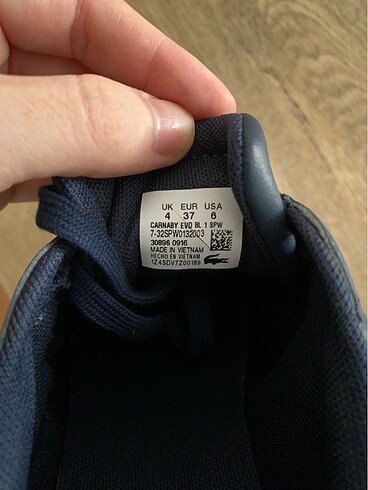 UK EUR USA
4 37 6
CARNABY EVO BL 1 SPW
7-32SPW0132003
30896 0916
MADE IN VIETNAM
HECHO EN VIETNAM
1Z4SDV7Z00189